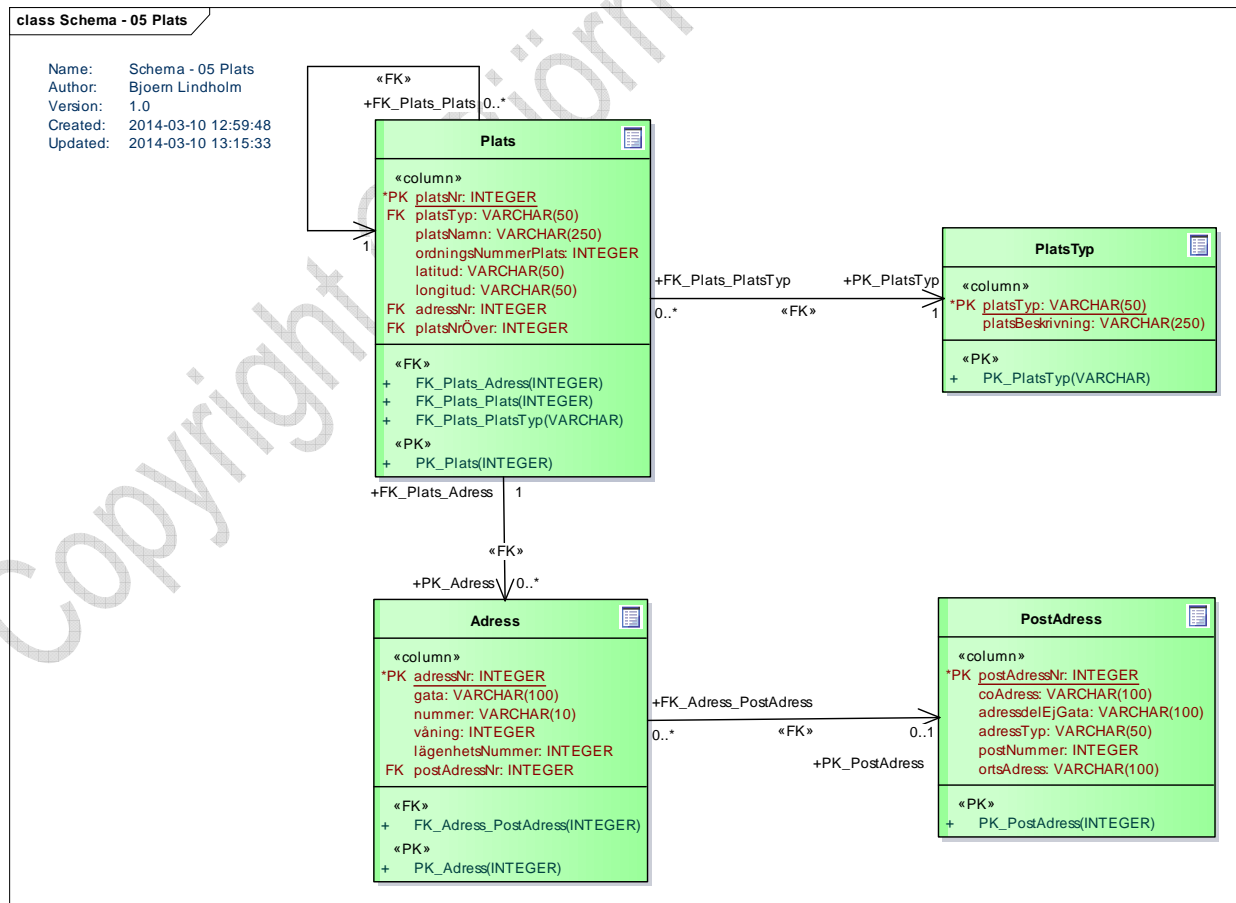 class Schema - 05 Plats
Name: Schema - 05 Plats
Author: Bjoern Lindholm
Version: 1.0
Created: 2014-03-10 12:59:48
Updated: 2014-03-10 13:15:33
«FK»
+FK_Plats_Plats 0..*
1
Plats
«column»
*PK platsNr: INTEGER
FK platsTyp: VARCHAR(50)
platsNamn: VARCHAR(250)
ordningsNummerPlats: INTEGER
latitud: VARCHAR(50)
longitud: VARCHAR(50)
FK adressNr: INTEGER
FK platsNrÖver: INTEGER
«FK»
+ FK_Plats_Adress(INTEGER)
+ FK_Plats_Plats(INTEGER)
+ FK_Plats_PlatsTyp(VARCHAR)
«PK»
+ PK_Plats(INTEGER)
+FK_Plats_PlatsTyp +PK_PlatsTyp
0..* «FK» 1
PlatsTyp
«column»
*PK platsTyp: VARCHAR(50)
platsBeskrivning: VARCHAR(250)
«PK»
+ PK_PlatsTyp(VARCHAR)
+FK_Plats_Adress 1
«FK»
+PK_Adress 0..*
Adress
«column»
*PK adressNr: INTEGER
gata: VARCHAR(100)
nummer: VARCHAR(10)
våning: INTEGER
lägenhetsNummer: INTEGER
FK postAdressNr: INTEGER
«FK»
+ FK_Adress_PostAdress(INTEGER)
«PK»
+ PK_Adress(INTEGER)
+FK_Adress_PostAdress
0..* «FK» 0..1
+PK_PostAdress
PostAdress
«column»
*PK postAdressNr: INTEGER
coAdress: VARCHAR(100)
adressdelEjGata: VARCHAR(100)
adressTyp: VARCHAR(50)
postNummer: INTEGER
ortsAdress: VARCHAR(100)
«PK»
+ PK_PostAdress(INTEGER)
Copyright